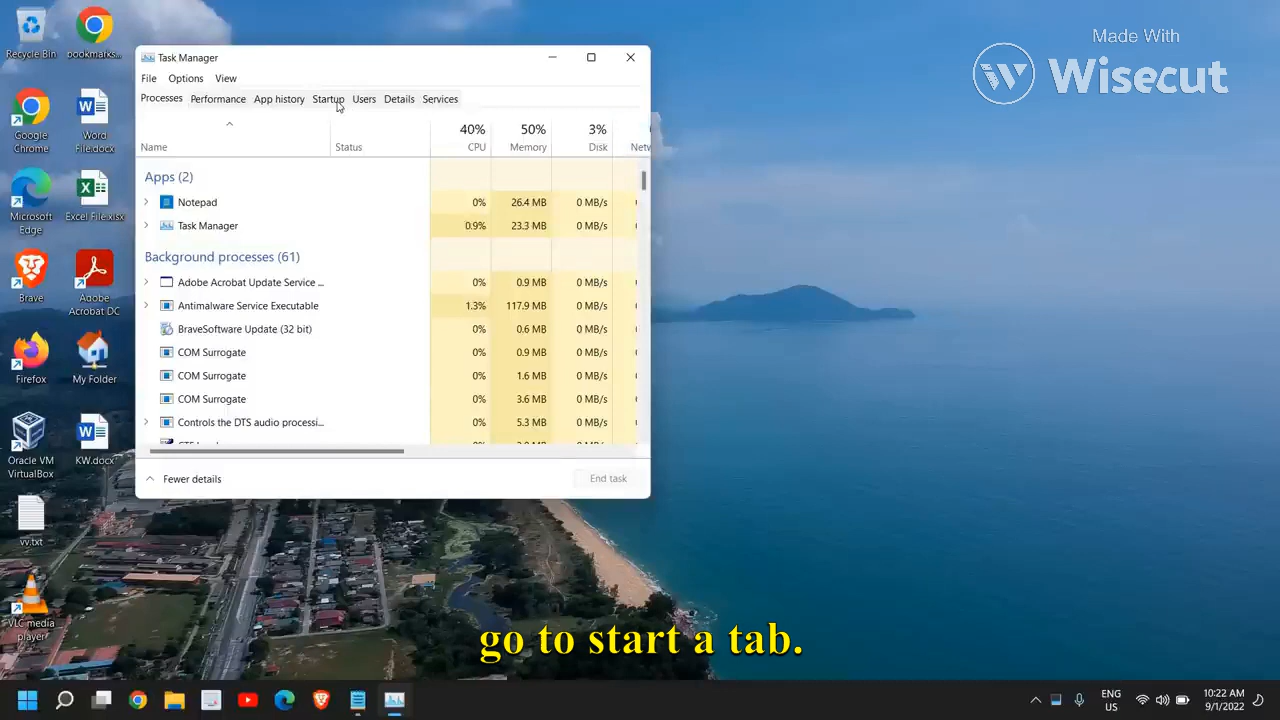 Made With
Wisecut
Recycle Bin
bookmarks...
Google
Chrome
Word
File.docx
Microsoft
Edge
Excel File.xlsx
Brave
Adobe
Acrobat DC
Firefox
My Folder
Oracle VM
VirtualBox
KW.docx
vv.txt
VLC media
player
Task Manager
File Options View
Processes Performance App history Startup Users Details Services
40% 50% 3%
Name Status CPU Memory Disk Netw
Apps (2)
Notepad 0% 26.4 MB 0 MB/s
Task Manager 0.9% 23.3 MB 0 MB/s
Background processes (61)
Adobe Acrobat Update Service ... 0% 0.9 MB 0 MB/s
Antimalware Service Executable 1.3% 117.9 MB 0 MB/s
BraveSoftware Update (32 bit) 0% 0.6 MB 0 MB/s
COM Surrogate 0% 0.9 MB 0 MB/s
COM Surrogate 0% 1.6 MB 0 MB/s
COM Surrogate 0% 3.6 MB 0 MB/s
Controls the DTS audio processi... 0% 5.3 MB 0 MB/s
Fewer details End task
go to start a tab.
ENG
US
10:22 AM
9/1/2022